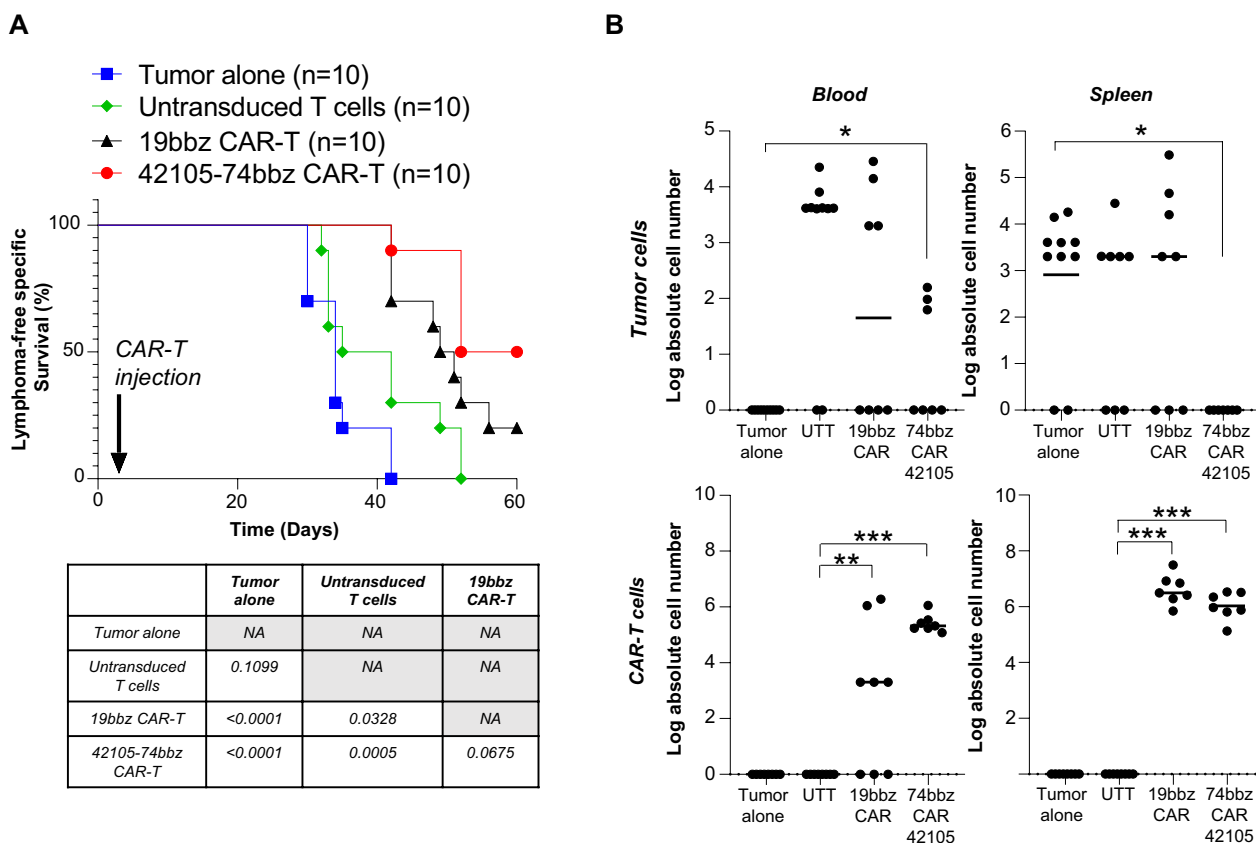 A
Tumor alone (n=10)
Untransduced T cells (n=10)
19bbz CAR-T (n=10)
42105-74bbz CAR-T (n=10)
Lymphoma-free specific
Survival (%)
100
50
0
CAR-T
injection
0
20
40
60
Time (Days)
Tumor alone
Untransduced T cells
19bbz CAR-T
Tumor alone
NA
NA
NA
Untransduced T cells
0.1099
NA
NA
19bbz CAR-T
<0.0001
0.0328
NA
42105-74bbz CAR-T
<0.0001
0.0005
0.0675
B
Blood
Spleen
Tumor cells
Log absolute cell number
5
4
3
2
1
0
*
Tumor alone
UTT
19bbz CAR
74bbz CAR 42105
Log absolute cell number
6
5
4
3
2
1
0
*
Tumor alone
UTT
19bbz CAR
74bbz CAR 42105
CAR-T cells
Log absolute cell number
10
8
6
4
2
0
***
**
Tumor alone
UTT
19bbz CAR
74bbz CAR 42105
Log absolute cell number
10
8
6
4
2
0
***
***
Tumor alone
UTT
19bbz CAR
74bbz CAR 42105